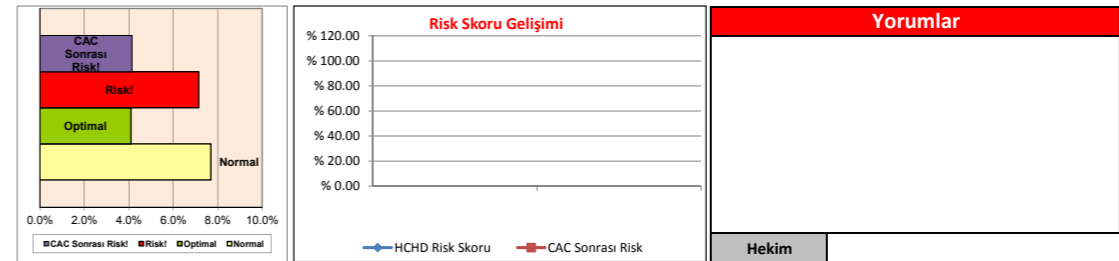 CAC
Sonrası
Risk!
Risk!
Optimal
Normal
0.0% 2.0% 4.0% 6.0% 8.0% 10.0%
CAC Sonrası Risk! Risk! Optimal Normal
Risk Skoru Gelişimi
% 120.00
% 100.00
% 80.00
% 60.00
% 40.00
% 20.00
% 0.00
HCHD Risk Skoru CAC Sonrası Risk
Yorumlar
Hekim